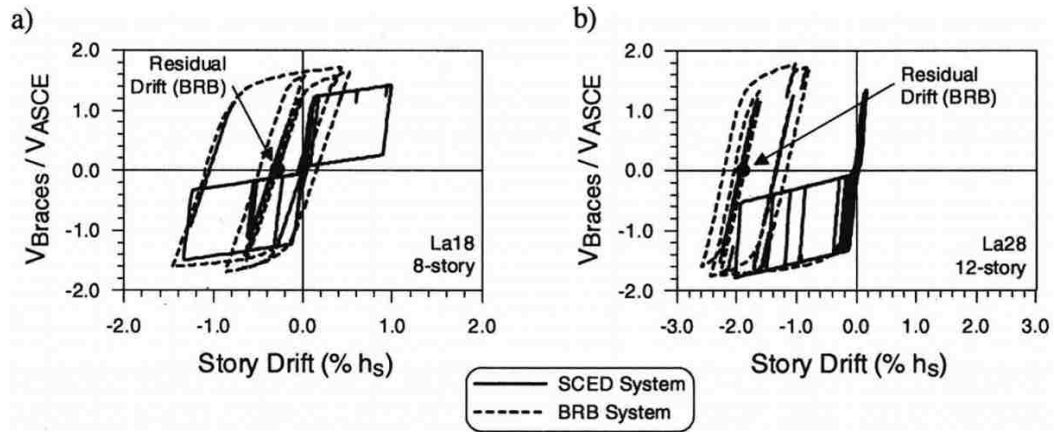 a)
2.0
1.0
0.0
-1.0
-2.0
VBraces / VASCE
Residual
Drift (BRB)
La18
8-story
-2.0 -1.0 0.0 1.0 2.0
Story Drift (% hs)
b)
2.0
1.0
0.0
-1.0
-2.0
VBraces / VASCE
Residual
Drift (BRB)
La28
12-story
-3.0 -2.0 -1.0 0.0 1.0 2.0 3.0
Story Drift (% hs)
SCED System
BRB System